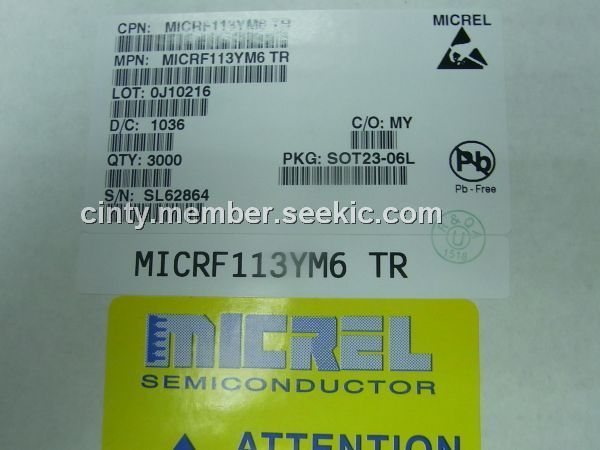 CPN: MICRF113YM6 TR
MICREL
MPN: MICRF113YM6 TR
LOT: 0J10216
D/C: 1036
C/O: MY
QTY: 3000
PKG: SOT23-06L
Pb
Pb - Free
S/N: SL62864
cinty.member.seekic.com
R & Q
U
1518
MICRF113YM6 TR
MICREL
SEMICONDUCTOR
ATTENTION